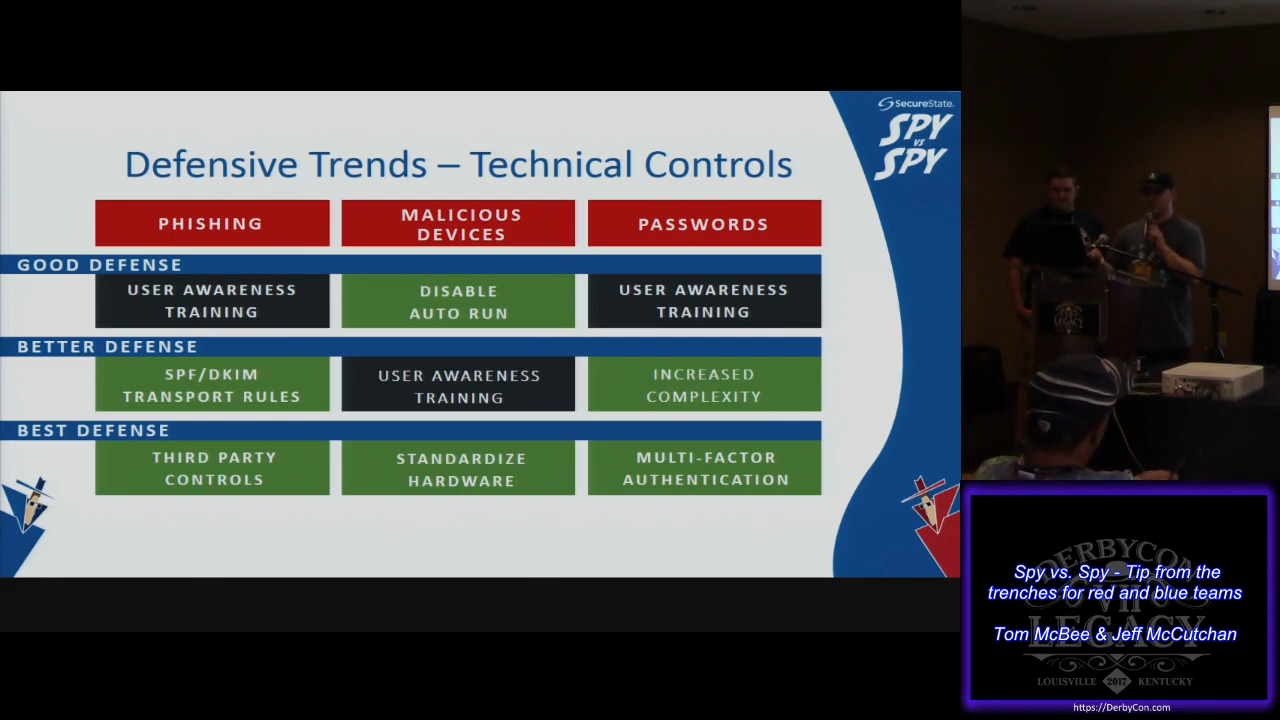 SecureState.
SPY
VS
SPY
Defensive Trends – Technical Controls
PHISHING
MALICIOUS
DEVICES
PASSWORDS
GOOD DEFENSE
USER AWARENESS
TRAINING
DISABLE
AUTO RUN
USER AWARENESS
TRAINING
BETTER DEFENSE
SPF/DKIM
TRANSPORT RULES
USER AWARENESS
TRAINING
INCREASED
COMPLEXITY
BEST DEFENSE
THIRD PARTY
CONTROLS
STANDARDIZE
HARDWARE
MULTI-FACTOR
AUTHENTICATION
LEGACY
DERBYCON
VII
LEGACY
Spy vs. Spy - Tip from the
trenches for red and blue teams
Tom McBee & Jeff McCutchan
LOUISVILLE 2017 KENTUCKY
https://DerbyCon.com